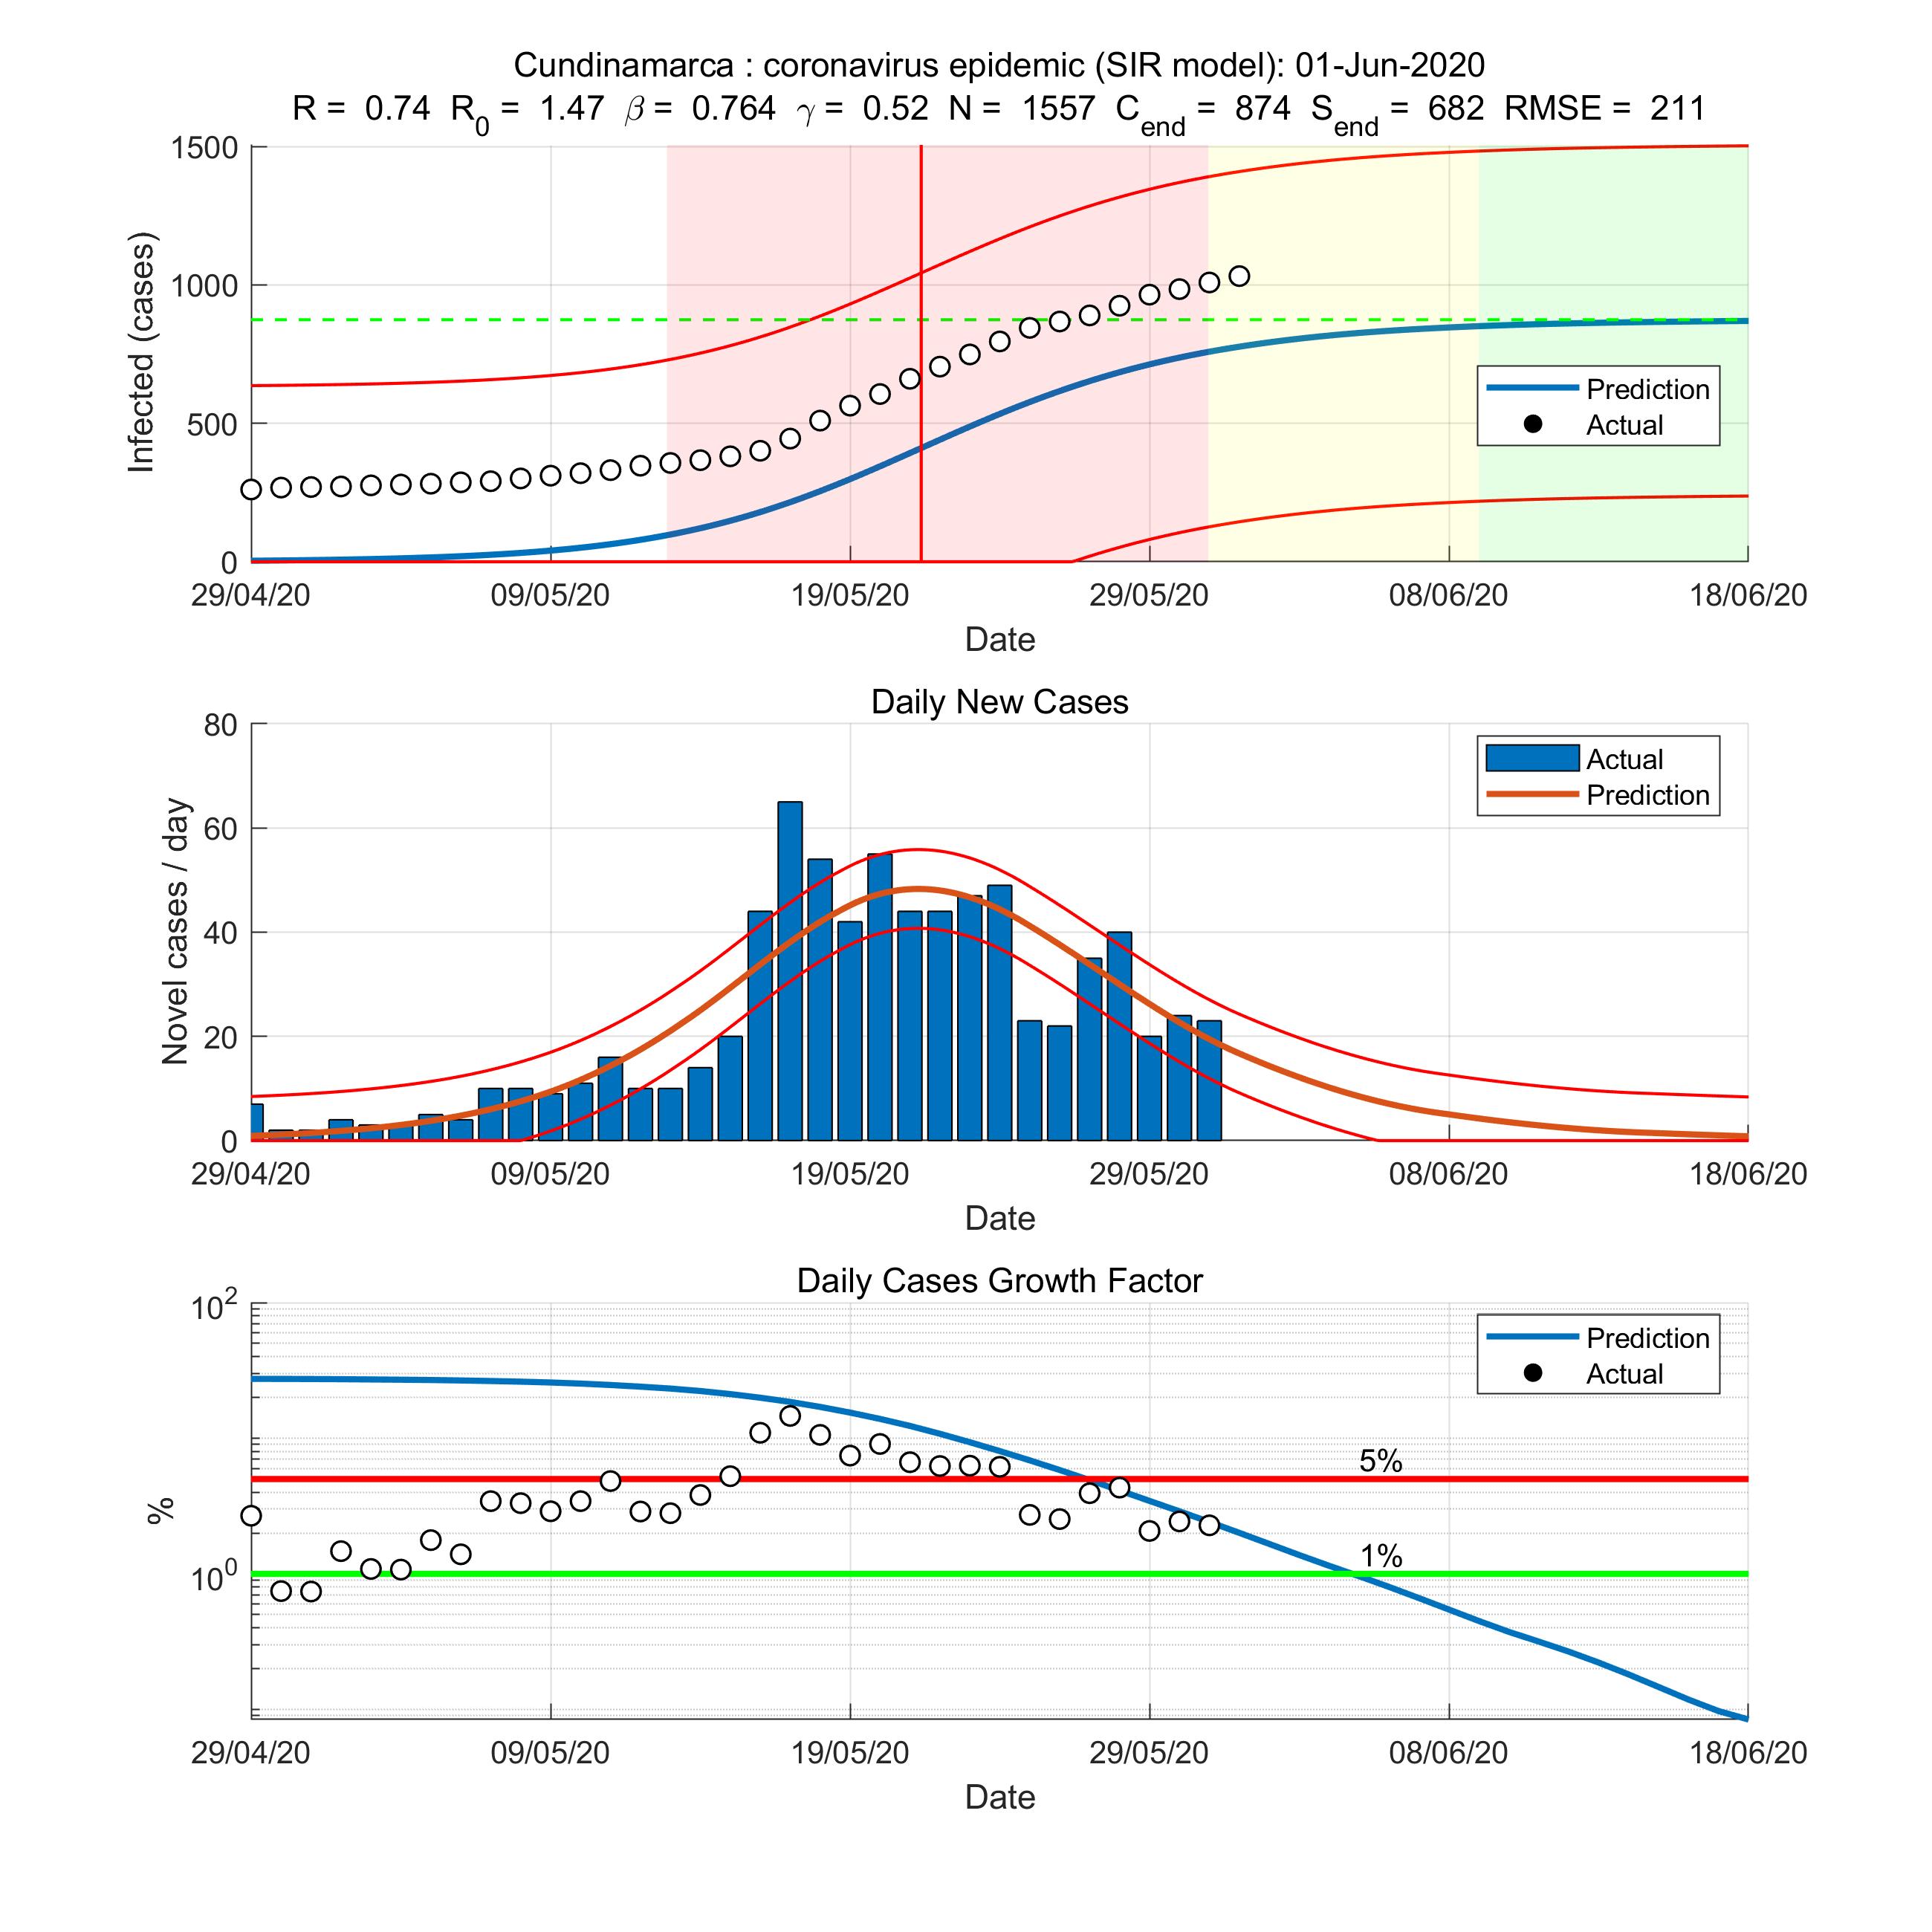 Cundinamarca : coronavirus epidemic (SIR model): 01-Jun-2020
R = 0.74 R0 = 1.47 β = 0.764 γ = 0.52 N = 1557 Cend = 874 Send = 682 RMSE = 211
1500
1000
500
0
Infected (cases)
Prediction
Actual
29/04/20 09/05/20 19/05/20 29/05/20 08/06/20 18/06/20
Date
Daily New Cases
80
60
40
20
0
Novel cases / day
Actual
Prediction
29/04/20 09/05/20 19/05/20 29/05/20 08/06/20 18/06/20
Date
Daily Cases Growth Factor
10^2
10^0
%
Prediction
Actual
5%
1%
29/04/20 09/05/20 19/05/20 29/05/20 08/06/20 18/06/20
Date